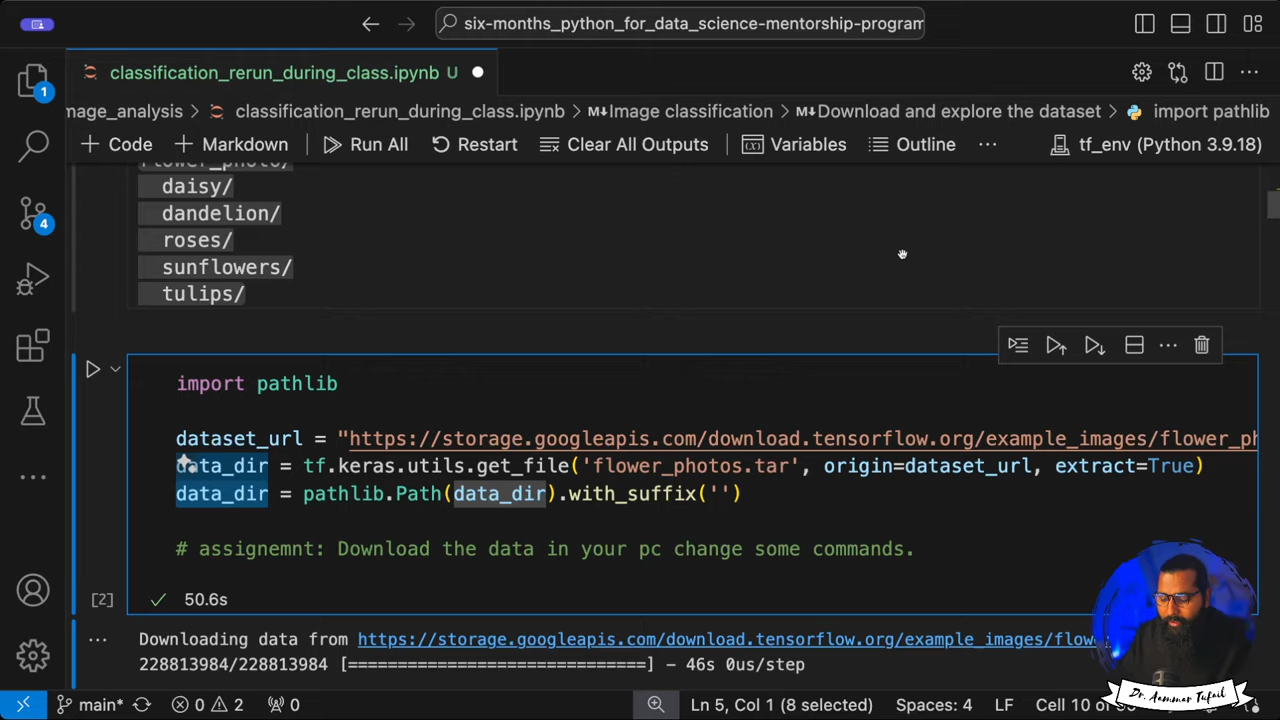 six-months_python_for_data_science-mentorship-program
classification_rerun_during_class.ipynb U
mage_analysis > classification_rerun_during_class.ipynb > M↓Image classification > M↓Download and explore the dataset > import pathlib
+ Code + Markdown Run All Restart Clear All Outputs Variables Outline ... tf_env (Python 3.9.18)
flower_photo/
daisy/
dandelion/
roses/
sunflowers/
tulips/
import pathlib
dataset_url = "https://storage.googleapis.com/download.tensorflow.org/example_images/flower_ph
data_dir = tf.keras.utils.get_file('flower_photos.tar', origin=dataset_url, extract=True)
data_dir = pathlib.Path(data_dir).with_suffix('')
# assignemnt: Download the data in your pc change some commands.
[2] 50.6s
Downloading data from https://storage.googleapis.com/download.tensorflow.org/example_images/flow
228813984/228813984 [==============================] - 46s 0us/step
1
4
main* 0 2 0 Ln 5, Col 1 (8 selected) Spaces: 4 LF Cell 10 of
Dr. Aammar Tufail